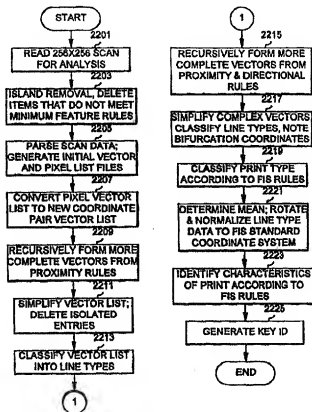 START
2201
READ 256X256 SCAN
FOR ANALYSIS
2203
ISLAND REMOVAL, DELETE
ITEMS THAT DO NOT MEET
MINIMUM FEATURE RULES
2205
PARSE SCAN DATA;
GENERATE INITIAL VECTOR
AND PIXEL LIST FILES
2207
CONVERT PIXEL VECTOR
LIST TO NEW COORDINATE
PAIR VECTOR LIST
2209
RECURSIVELY FORM MORE
COMPLETE VECTORS FROM
PROXIMITY RULES
2211
SIMPLIFY VECTOR LIST;
DELETE ISOLATED
ENTRIES
2213
CLASSIFY VECTOR LIST
INTO LINE TYPES
1
1
2215
RECURSIVELY FORM MORE
COMPLETE VECTORS FROM
PROXIMITY & DIRECTIONAL
RULES
2217
SIMPLIFY COMPLEX VECTORS
CLASSIFY LINE TYPES, NOTE
BIFURCATION COORDINATES
2219
CLASSIFY PRINT TYPE
ACCORDING TO FIS RULES
2221
DETERMINE MEAN; ROTATE
& NORMALIZE LINE TYPE
DATA TO FIS STANDARD
COORDINATE SYSTEM
2223
IDENTIFY CHARACTERISTICS
OF PRINT ACCORDING TO
FIS RULES
2225
GENERATE KEY ID
END